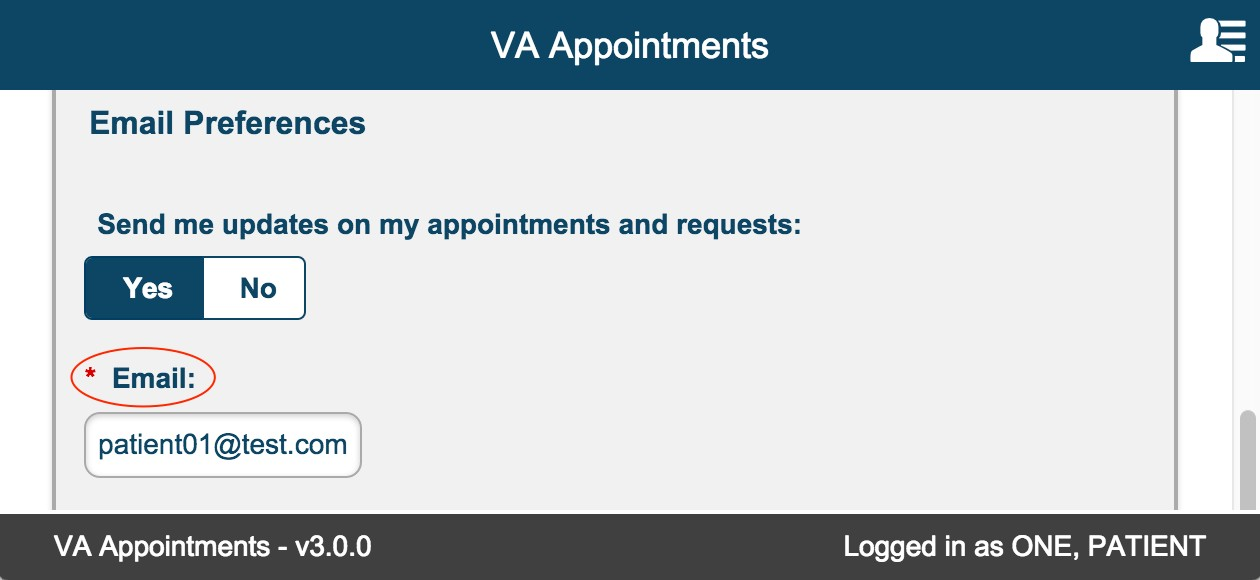 VA Appointments
Email Preferences
Send me updates on my appointments and requests:
Yes No
* Email:
patient01@test.com
VA Appointments - v3.0.0 Logged in as ONE, PATIENT